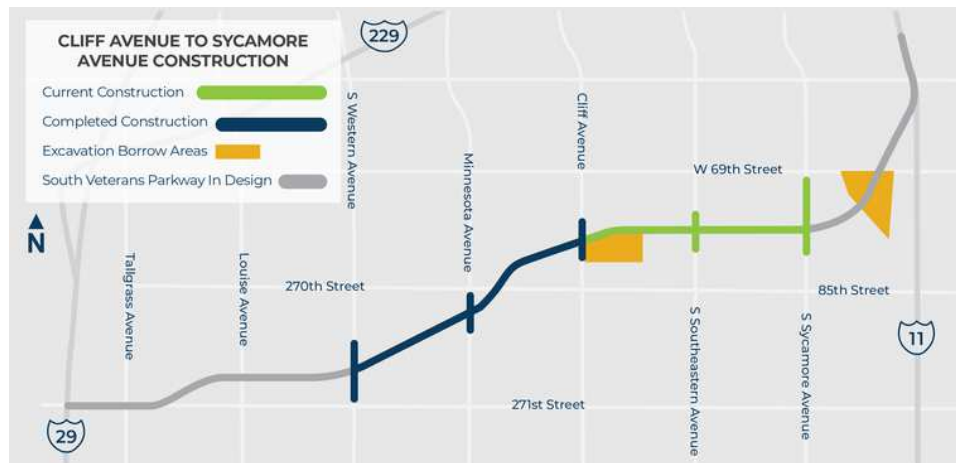 CLIFF AVENUE TO SYCAMORE
AVENUE CONSTRUCTION
Current Construction
Completed Construction
Excavation Borrow Areas
South Veterans Parkway In Design
229
S Western Avenue
Cliff Avenue
Minnesota Avenue
W 69th Street
N
Tallgrass Avenue
Louise Avenue
270th Street
85th Street
S Southeastern Avenue
S Sycamore Avenue
11
271st Street
29